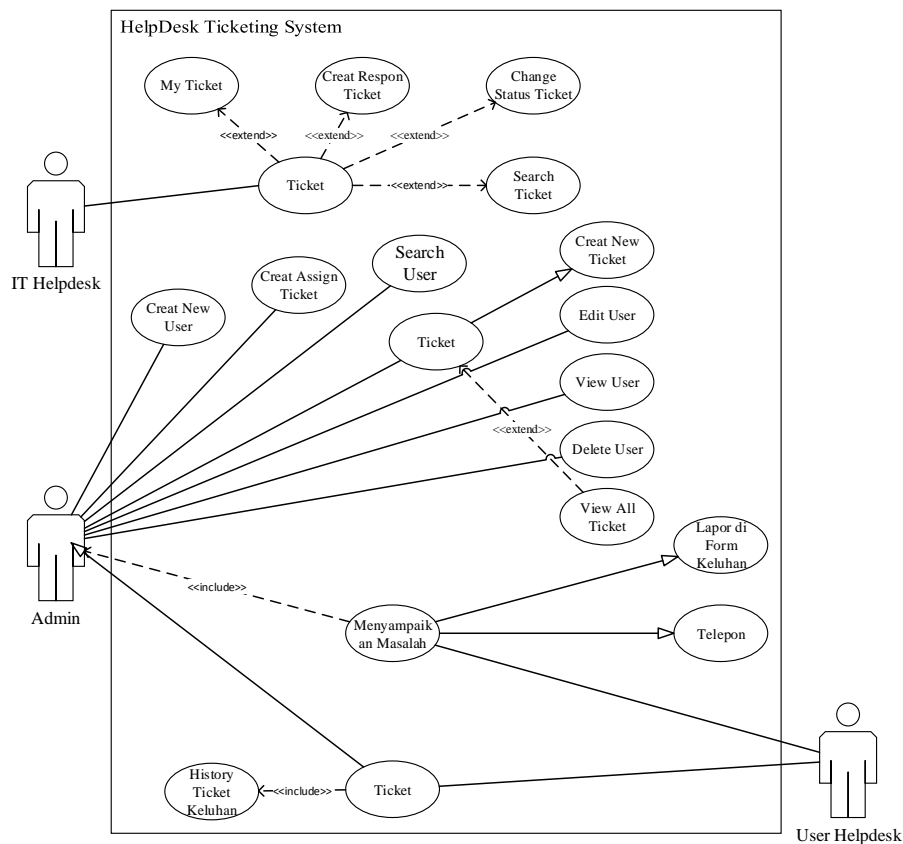 HelpDesk Ticketing System
My Ticket
Creat Respon
Ticket
Change
Status Ticket
<<extend>>
<<extend>>
<<extend>>
Ticket
<<extend>>
Search
Ticket
IT Helpdesk
Creat New
User
Creat Assign
Ticket
Search
User
Creat New
Ticket
Ticket
Edit User
View User
<<extend>>
Delete User
View All
Ticket
Lapor di
Form
Keluhan
Admin
<<include>>
Menyampaik
an Masalah
Telepon
History
Ticket
Keluhan
<<include>>
Ticket
User Helpdesk